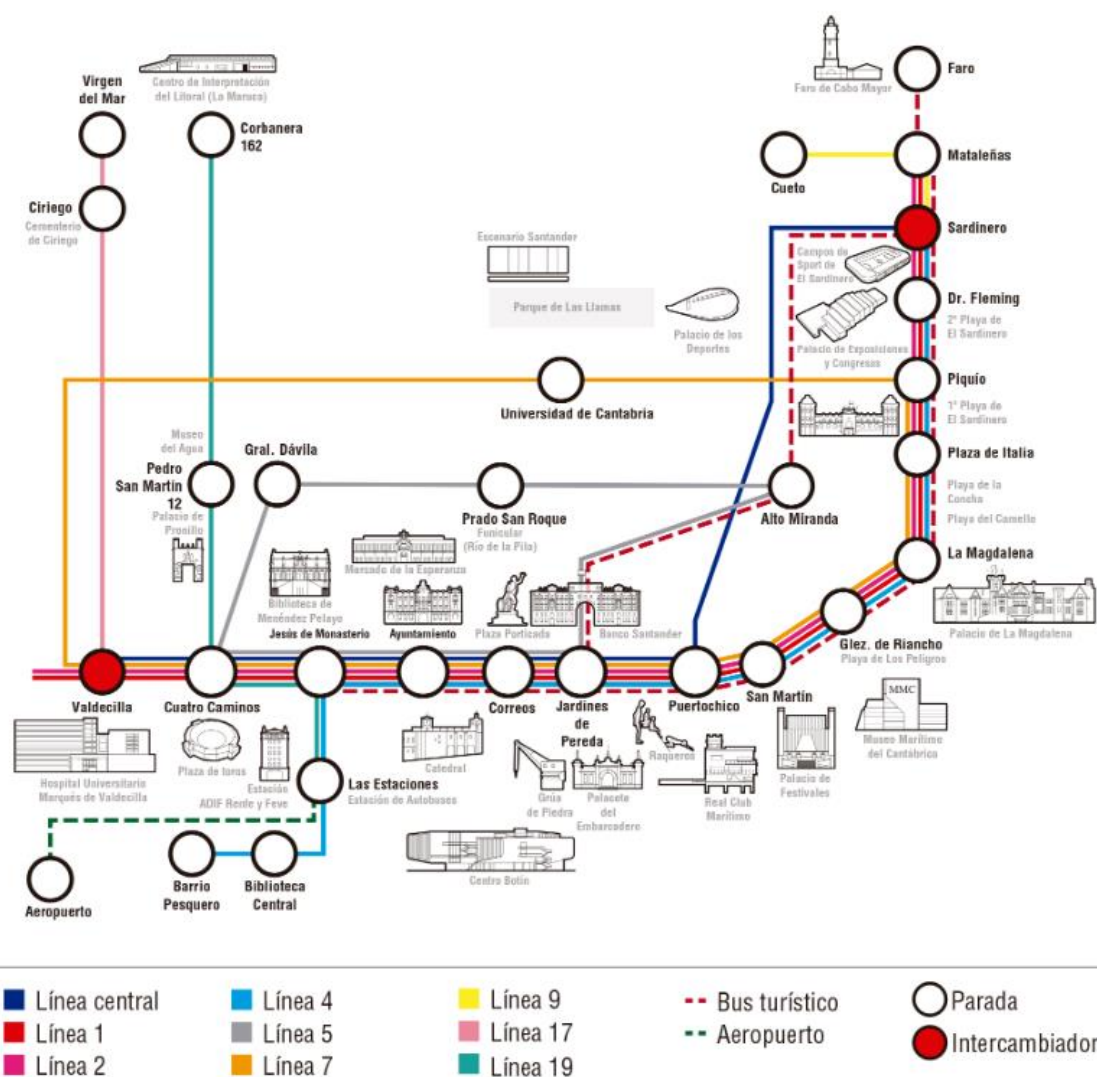 Faro de Cabo Mayor
Faro
Virgen
del Mar
Centro de Interpretación
del Litoral (La Maruca)
Corbanera
162
Mataleñas
Cueto
Ciriego
Cementerio
de Ciriego
Sardinero
Escenario Santander
Campos de
Sport de
El Sardinero
Parque de Las Llamas
Palacio de los
Deportes
Dr. Fleming
2ª Playa de
El Sardinero
Palacio de Exposiciones
y Congresos
Piquío
1ª Playa de
El Sardinero
Universidad de Cantabria
Museo
del Agua
Gral. Dávila
Plaza de Italia
Pedro
San Martín
12
Palacio de
Pronillo
Prado San Roque
Funicular
(Río de la Pila)
Alto Miranda
Playa de la
Concha
Playa del Camello
La Magdalena
Palacio de La Magdalena
Mercado de la Esperanza
Biblioteca de
Menéndez Pelayo
Jesús de Monasterio
Ayuntamiento
Plaza Porticada
Banco Santander
Glez. de Riancho
Playa de Los Peligros
Valdecilla
Cuatro Caminos
Correos
Jardines
de
Pereda
Puertochico
San Martín
MMC
Museo Marítimo
del Cantábrico
Hospital Universitario
Marqués de Valdecilla
Plaza de toros
Estación
ADIF Renfe y Feve
Las Estaciones
Estación de Autobuses
Catedral
Grúa
de Piedra
Palacete
del
Embarcadero
Raqueros
Real Club
Marítimo
Palacio de
Festivales
Centro Botín
Aeropuerto
Barrio
Pesquero
Biblioteca
Central
Línea central
Línea 1
Línea 2
Línea 4
Línea 5
Línea 7
Línea 9
Línea 17
Línea 19
Bus turístico
Aeropuerto
Parada
Intercambiador